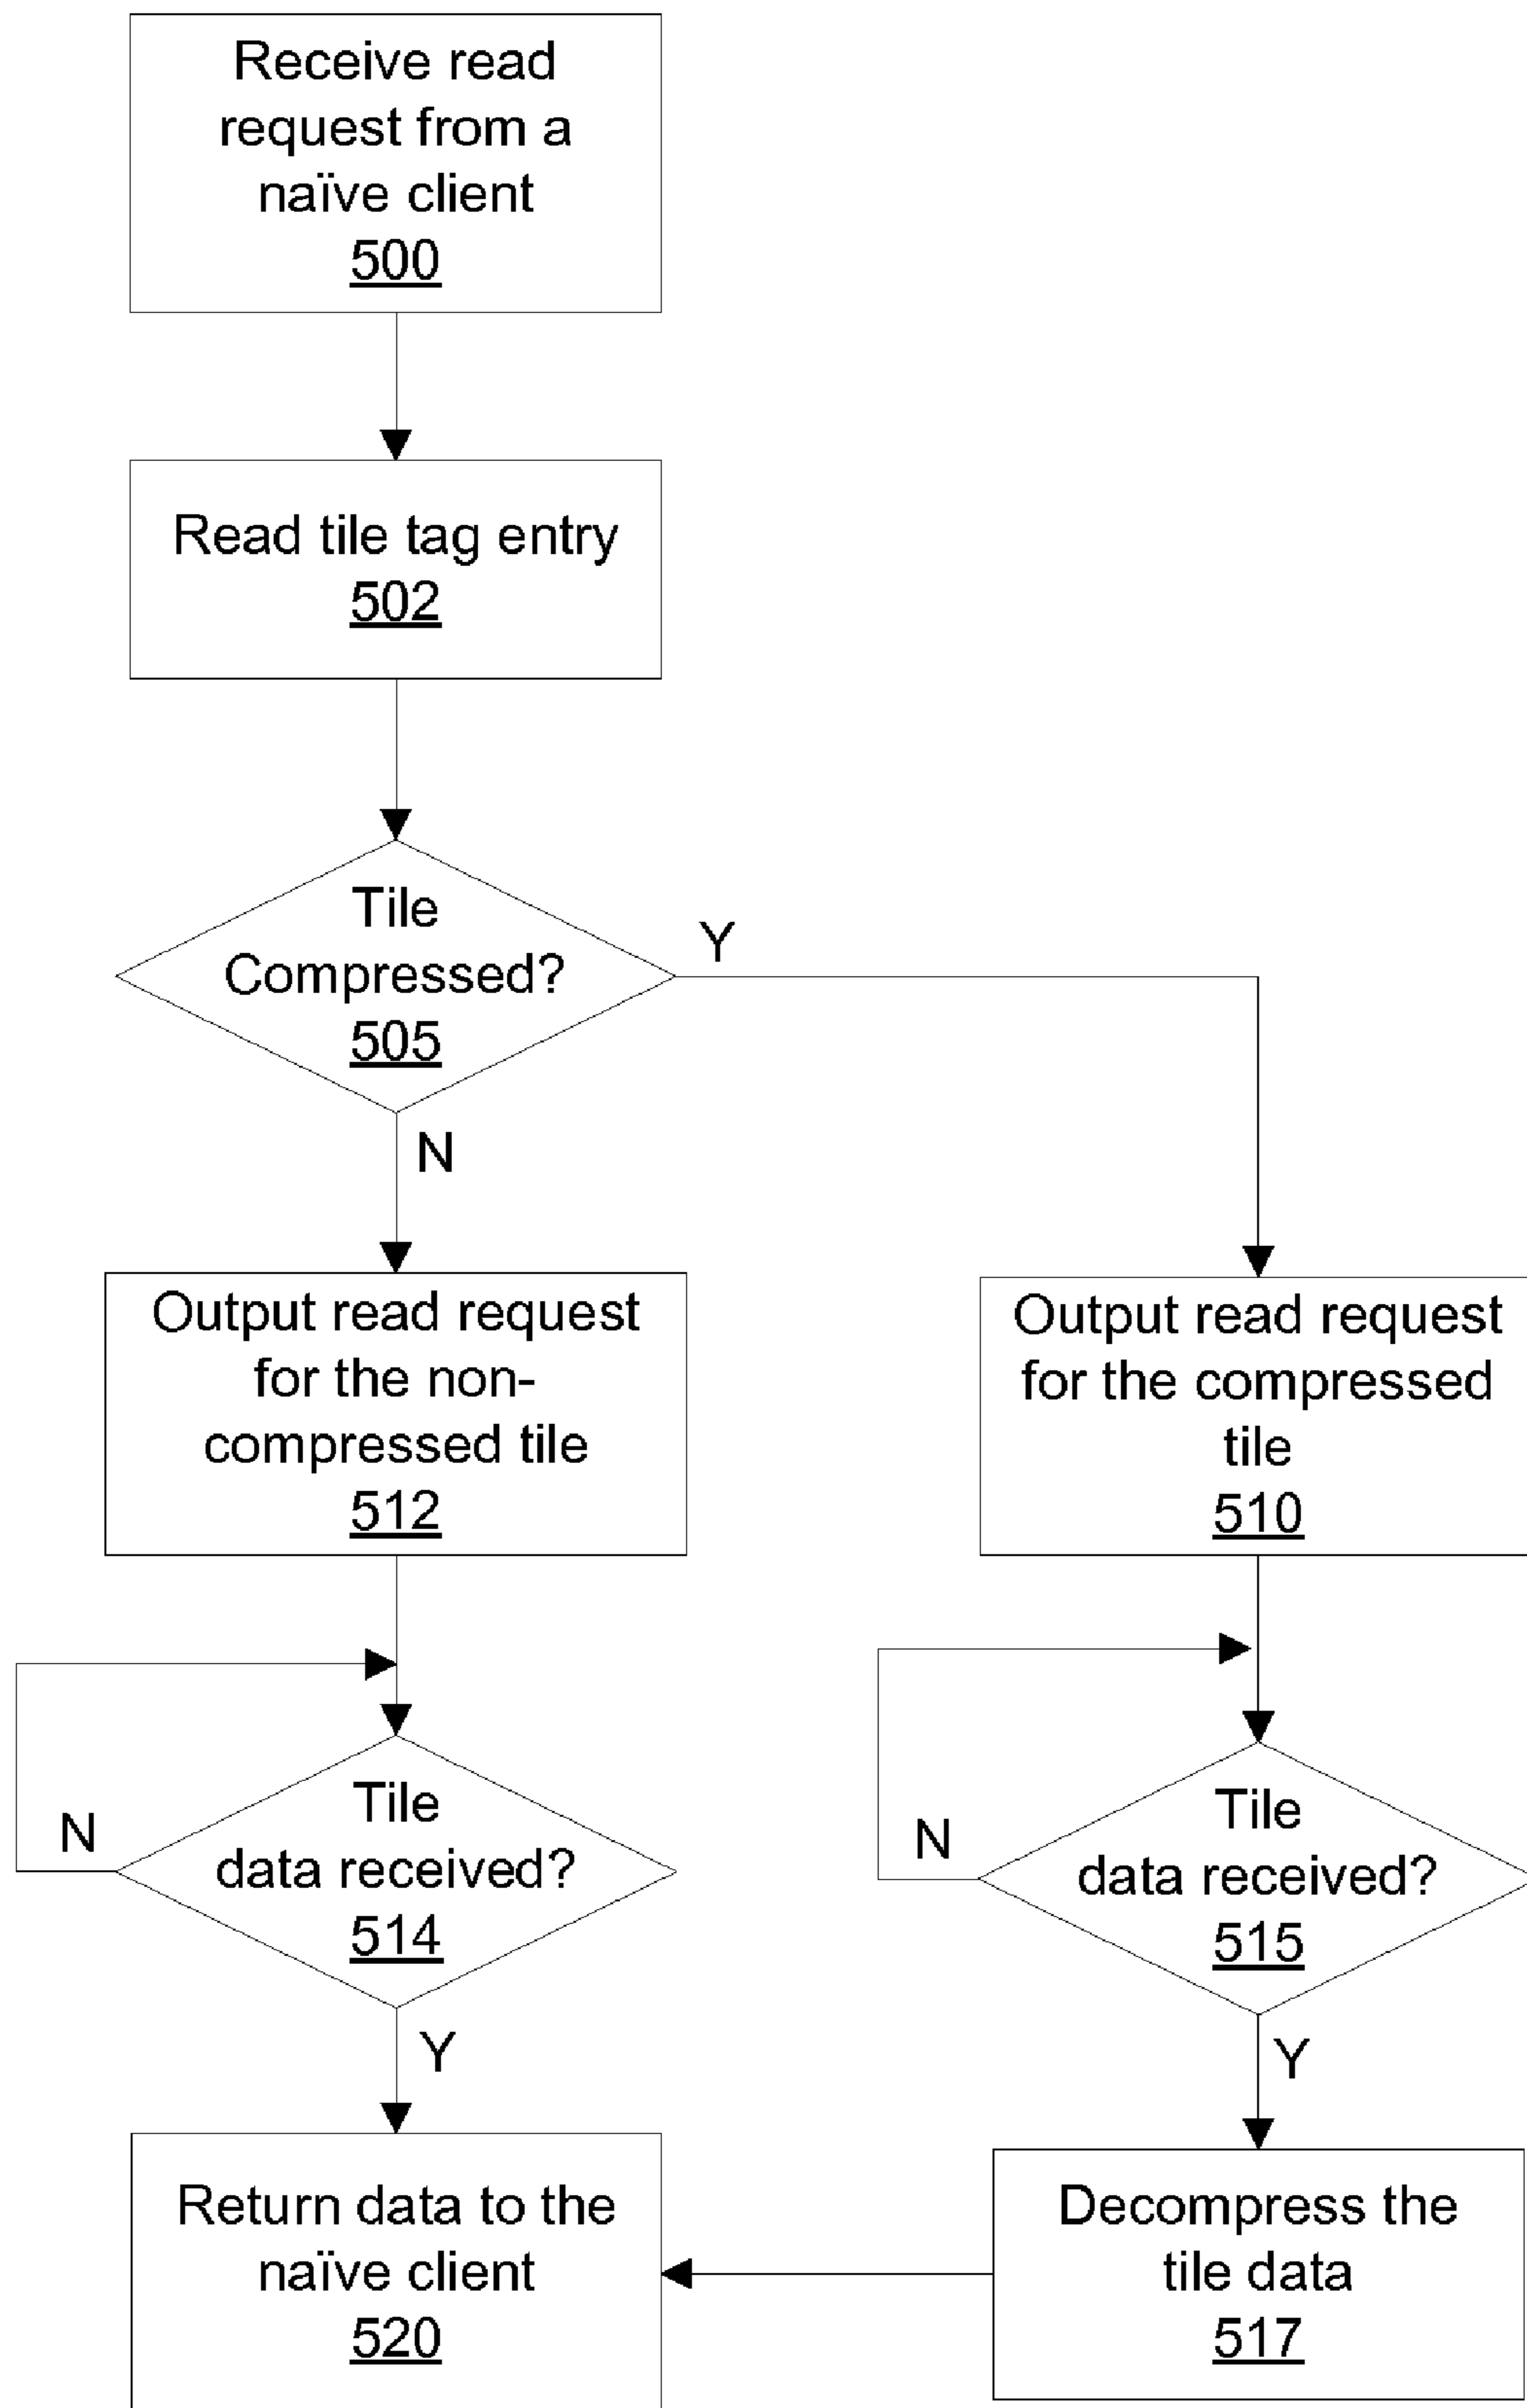 Receive read
request from a
naïve client
500
Read tile tag entry
502
Tile
Compressed?
505
Y
N
Output read request
for the non-
compressed tile
512
Output read request
for the compressed
tile
510
Tile
data received?
514
N
Y
Tile
data received?
515
N
Y
Return data to the
naïve client
520
Decompress the
tile data
517